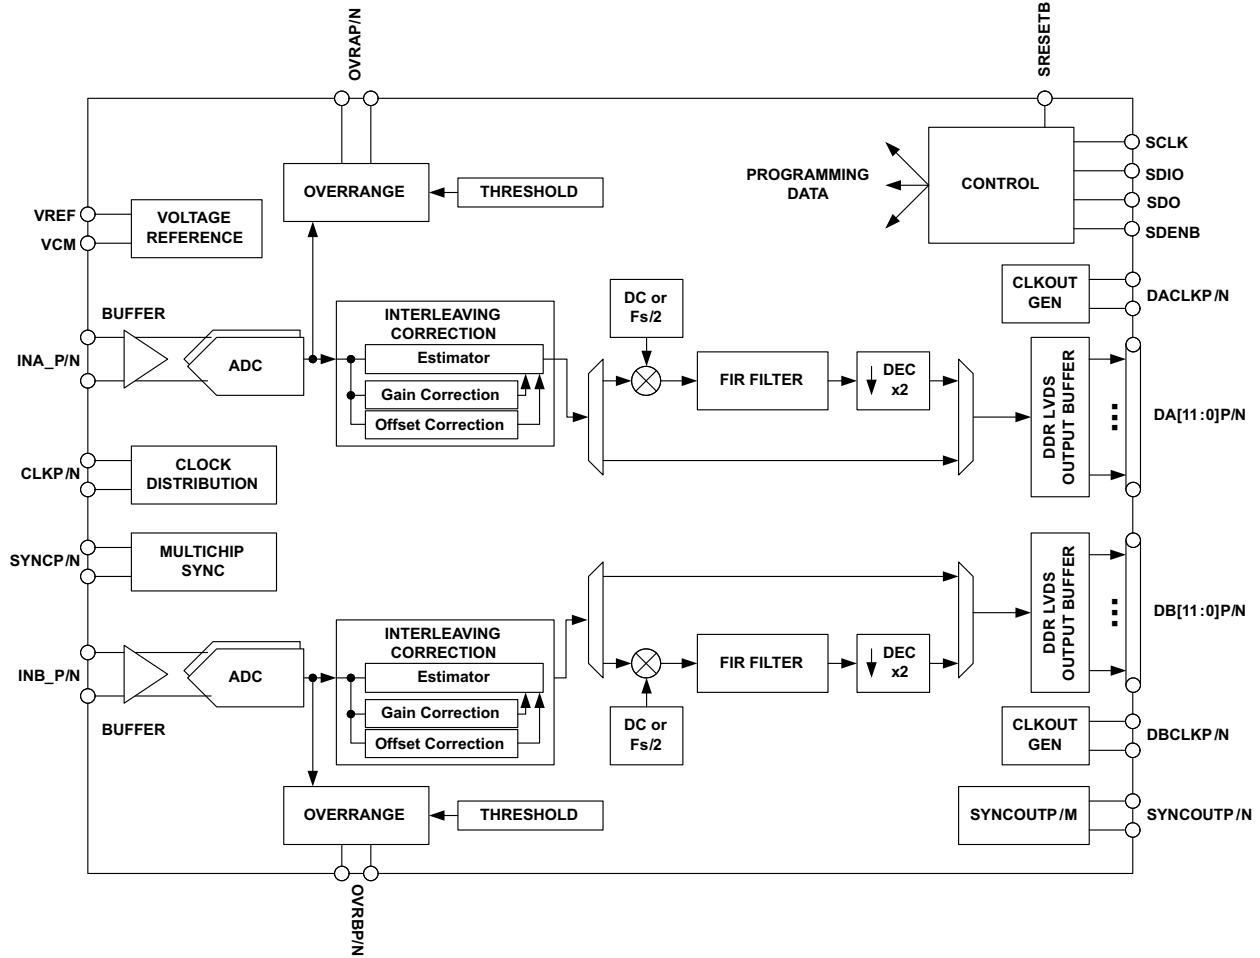 OVRAP/N
SRESETB
SCLK
SDIO
SDO
SDENB
CONTROL
PROGRAMMING
DATA
OVERRANGE
THRESHOLD
VREF
VCM
VOLTAGE
REFERENCE
CLKOUT
GEN
DACLKP/N
BUFFER
INA_P/N
ADC
INTERLEAVING
CORRECTION
Estimator
Gain Correction
Offset Correction
DC or
Fs/2
FIR FILTER
DEC
x2
DDR LVDS
OUTPUT BUFFER
...
DA[11:0]P/N
CLKP/N
CLOCK
DISTRIBUTION
SYNCP/N
MULTICHIP
SYNC
DDR LVDS
OUTPUT BUFFER
...
DB[11:0]P/N
INB_P/N
ADC
BUFFER
INTERLEAVING
CORRECTION
Estimator
Gain Correction
Offset Correction
FIR FILTER
DEC
x2
DC or
Fs/2
CLKOUT
GEN
DBCLKP/N
OVERRANGE
THRESHOLD
SYNCOUTP/M
SYNCOUTP/N
OVRBP/N